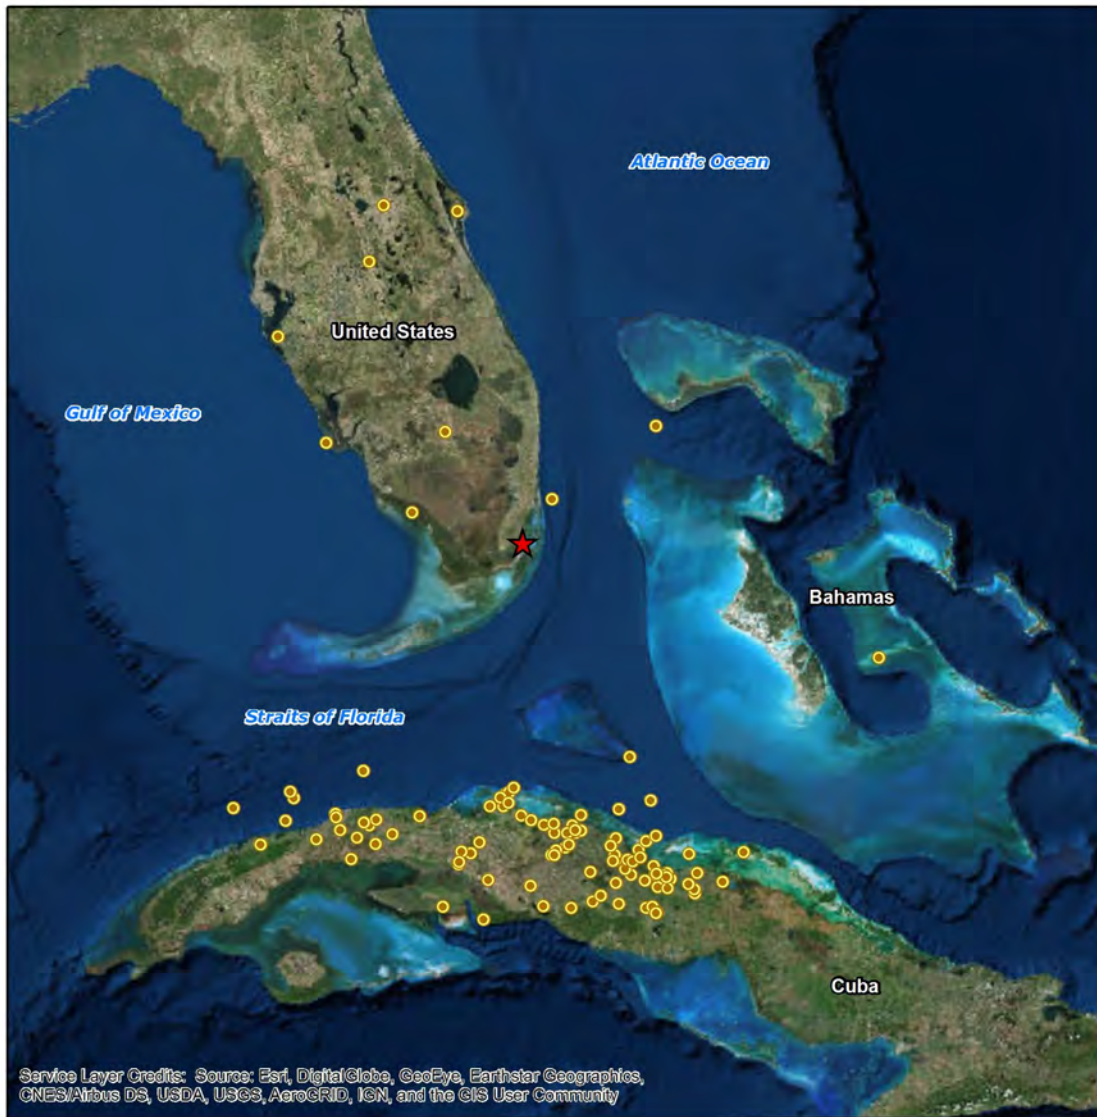 Atlantic Ocean
United States
Gulf of Mexico
Bahamas
Straits of Florida
Cuba
Service Layer Credits: Source: Esri, DigitalGlobe, GeoEye, Earthstar Geographics,
CNES/Airbus DS, USDA, USGS, AeroGRID, IGN, and the GIS User Community